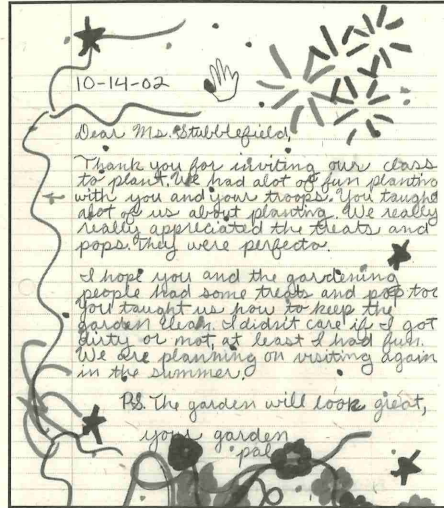 10-14-02
Dear Ms. Stubblefield,
Thank you for inviting our class
to plant. We had alot of fun planting
with you and your troops. You taught
alot of us about planting. We really
really appreciated the treats and
pops. They were perfecto.
I hope you and the gardening
people had some treats and pop too
you taught us how to keep the
garden clean. I didn't care if I got
dirty or not, at least I had fun.
We are planning on visiting again
in the summer.
P.S. The garden will look great,
your garden
pal